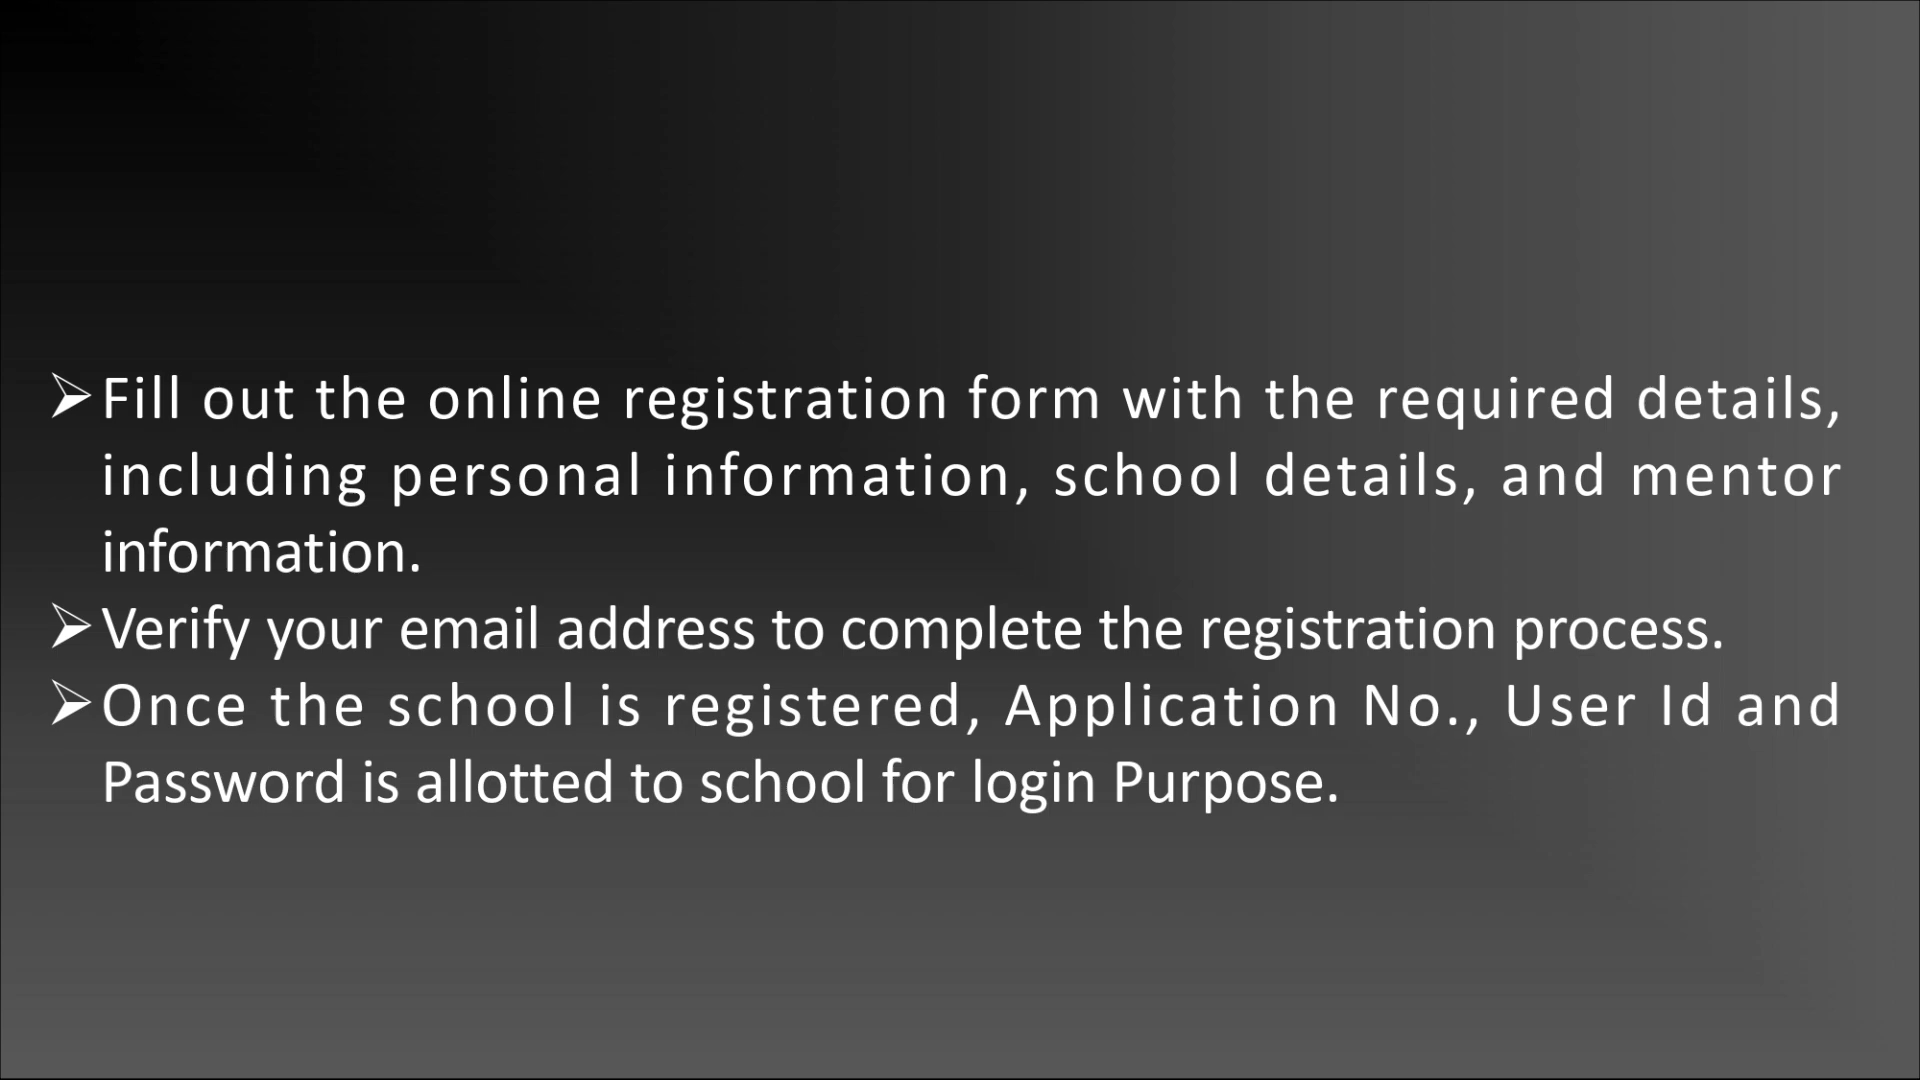 ➢Fill out the online registration form with the required details,
including personal information, school details, and mentor
information.
➢Verify your email address to complete the registration process.
➢Once the school is registered, Application No., User Id and
Password is allotted to school for login Purpose.